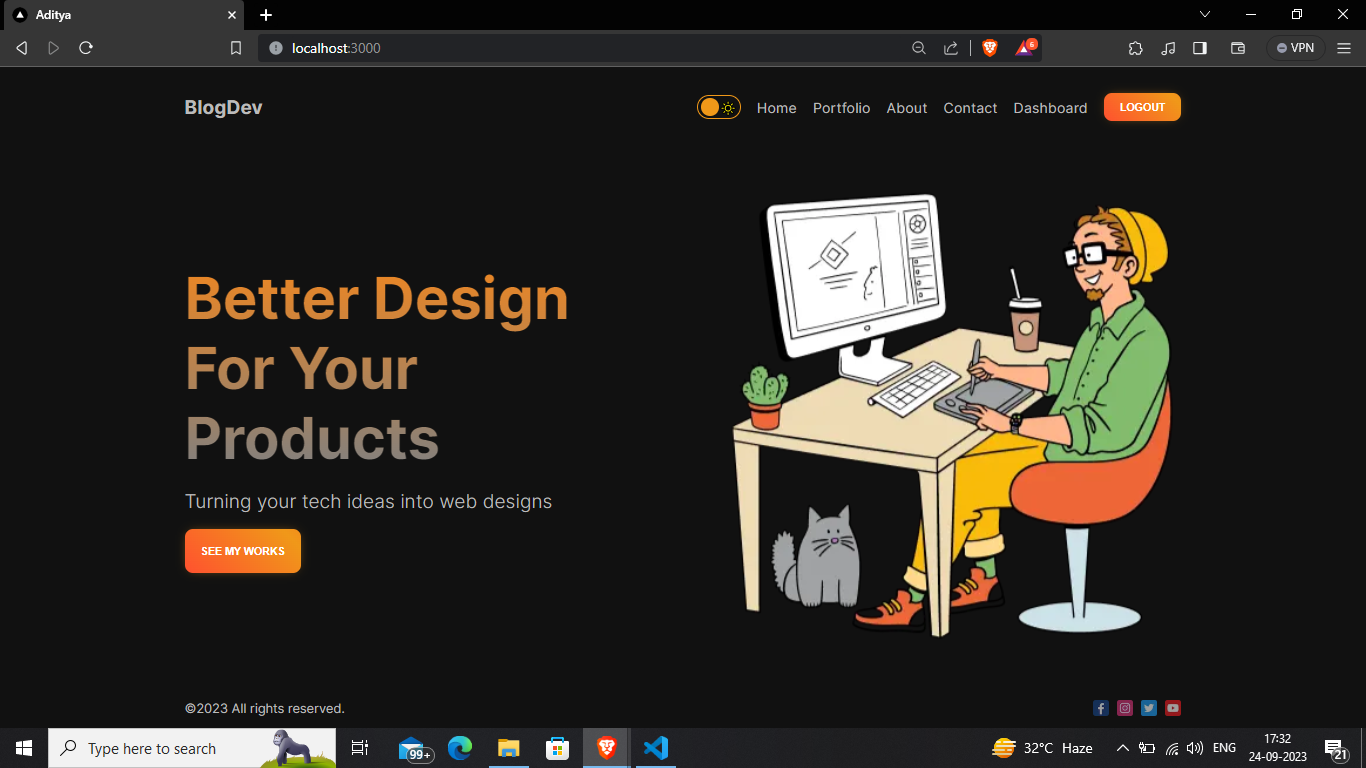 Aditya
localhost:3000
6
VPN
BlogDev
Home Portfolio About Contact Dashboard LOGOUT
Better Design
For Your
Products
Turning your tech ideas into web designs
SEE MY WORKS
©2023 All rights reserved.
Type here to search
99+
32°C Haze
ENG
17:32
24-09-2023
21